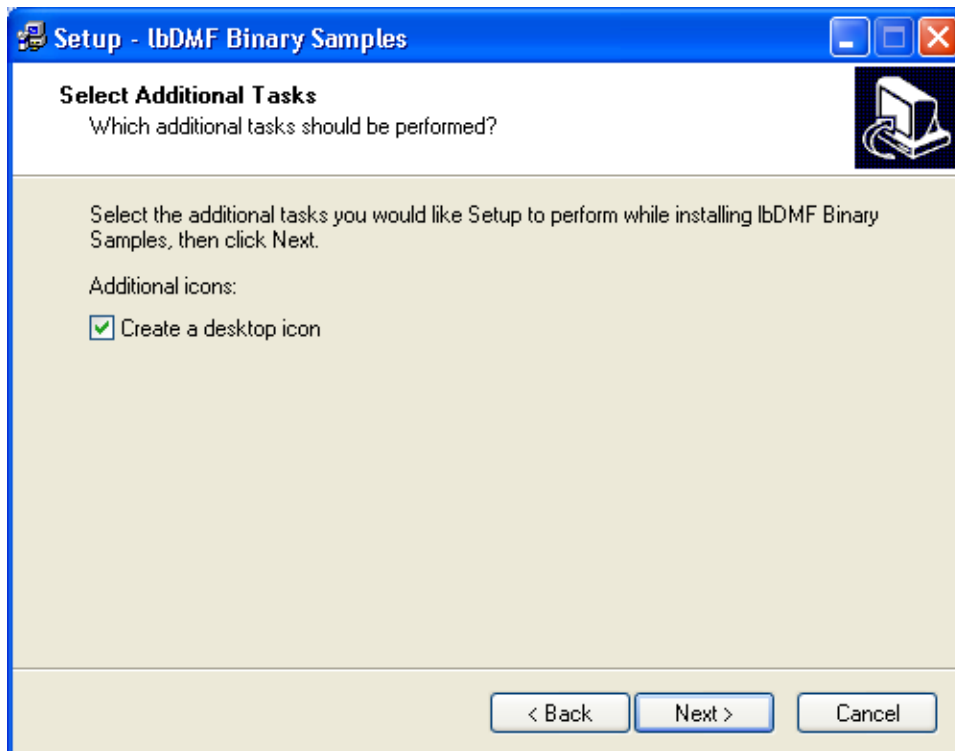 Setup - lbDMF Binary Samples
Select Additional Tasks
Which additional tasks should be performed?
Select the additional tasks you would like Setup to perform while installing lbDMF Binary
Samples, then click Next.
Additional icons:
Create a desktop icon
< Back Next > Cancel